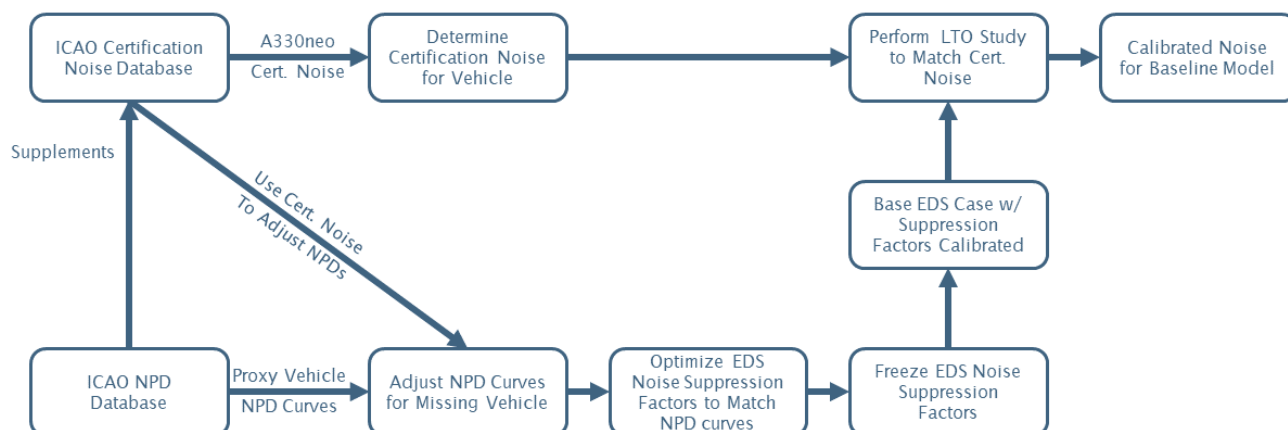 ICAO Certification
Noise Database
A330neo
Cert. Noise
Determine
Certification Noise
for Vehicle
Perform LTO Study
to Match Cert.
Noise
Calibrated Noise
for Baseline Model
Supplements
Use Cert. Noise
To Adjust NPDs
Base EDS Case w/
Suppression
Factors Calibrated
ICAO NPD
Database
Proxy Vehicle
NPD Curves
Adjust NPD Curves
for Missing Vehicle
Optimize EDS
Noise Suppression
Factors to Match
NPD curves
Freeze EDS Noise
Suppression
Factors